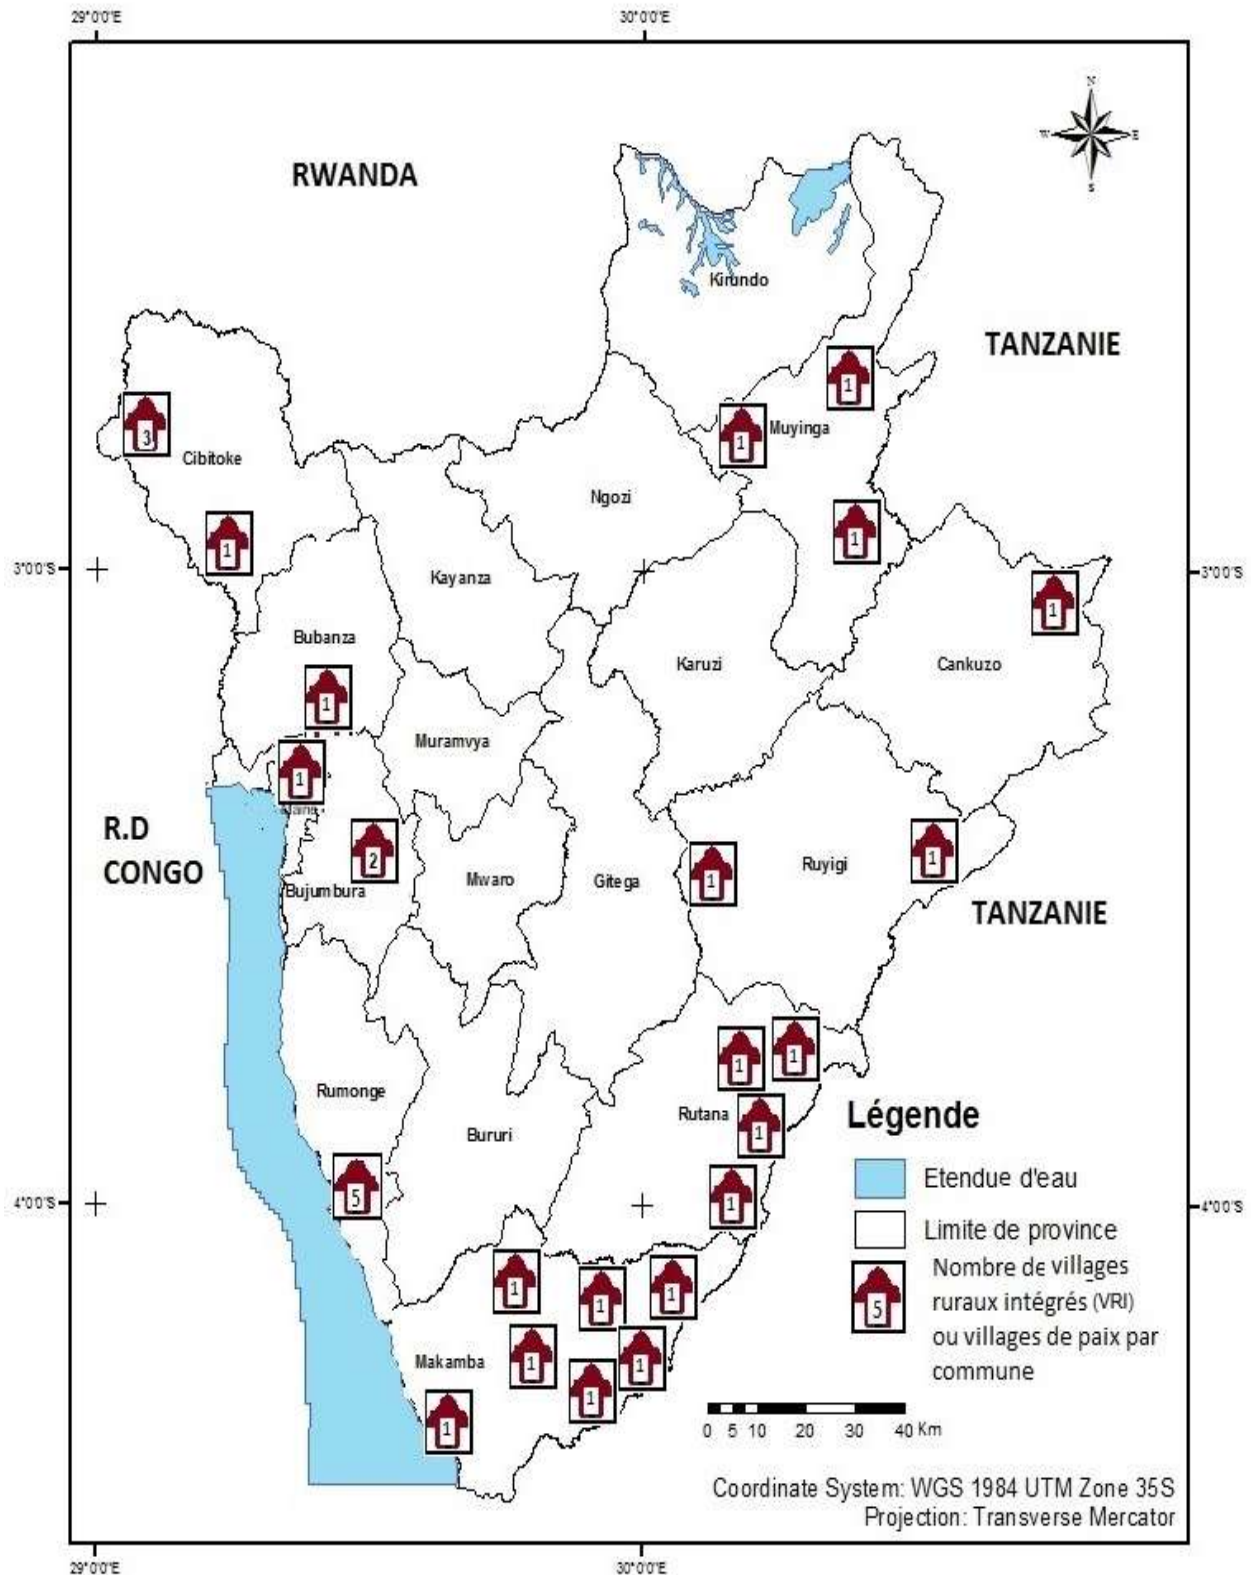 29°0'0"E 30°0'0"E
N
W E
S
RWANDA
Kirundo
TANZANIE
1
1
Muyinga
3
Cibitoke
Ngozi
1
1
3°00'S
3°00'S
Kayanza
1
Bubanza
Karuzi
Cankuzo
1
Muramvya
1
R.D
CONGO
2
1
Ruyigi
1
Bujumbura
Mwaro
Gitega
TANZANIE
1
1
Rumonge
Rutana
1
Bururi
5
1
4°00'S
4°00'S
1
1
1
Makamba
1
1
1
1
Légende
Etendue d'eau
Limite de province
5
Nombre de villages
ruraux intégrés (VRI)
ou villages de paix par
commune
0 5 10 20 30 40 Km
Coordinate System: WGS 1984 UTM Zone 35S
Projection: Transverse Mercator
29°0'0"E 30°0'0"E